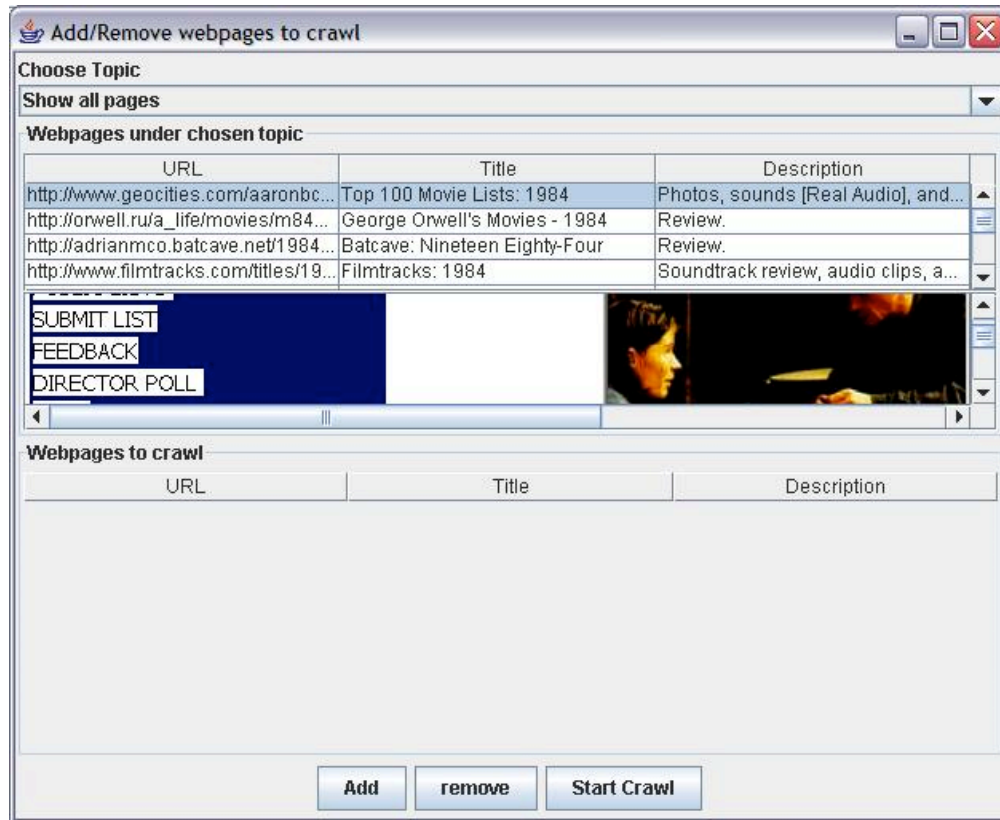 Add/Remove webpages to crawl
Choose Topic
Show all pages
Webpages under chosen topic
URL Title Description
http://www.geocities.com/aaronbc... Top 100 Movie Lists: 1984 Photos, sounds [Real Audio], and...
http://orwell.ru/a_life/movies/m84... George Orwell's Movies - 1984 Review.
http://adrianmco.batcave.net/1984... Batcave: Nineteen Eighty-Four Review.
http://www.filmtracks.com/titles/19... Filmtracks: 1984 Soundtrack review, audio clips, a...
SUBMIT LIST
FEEDBACK
DIRECTOR POLL
Webpages to crawl
URL Title Description
Add remove Start Crawl